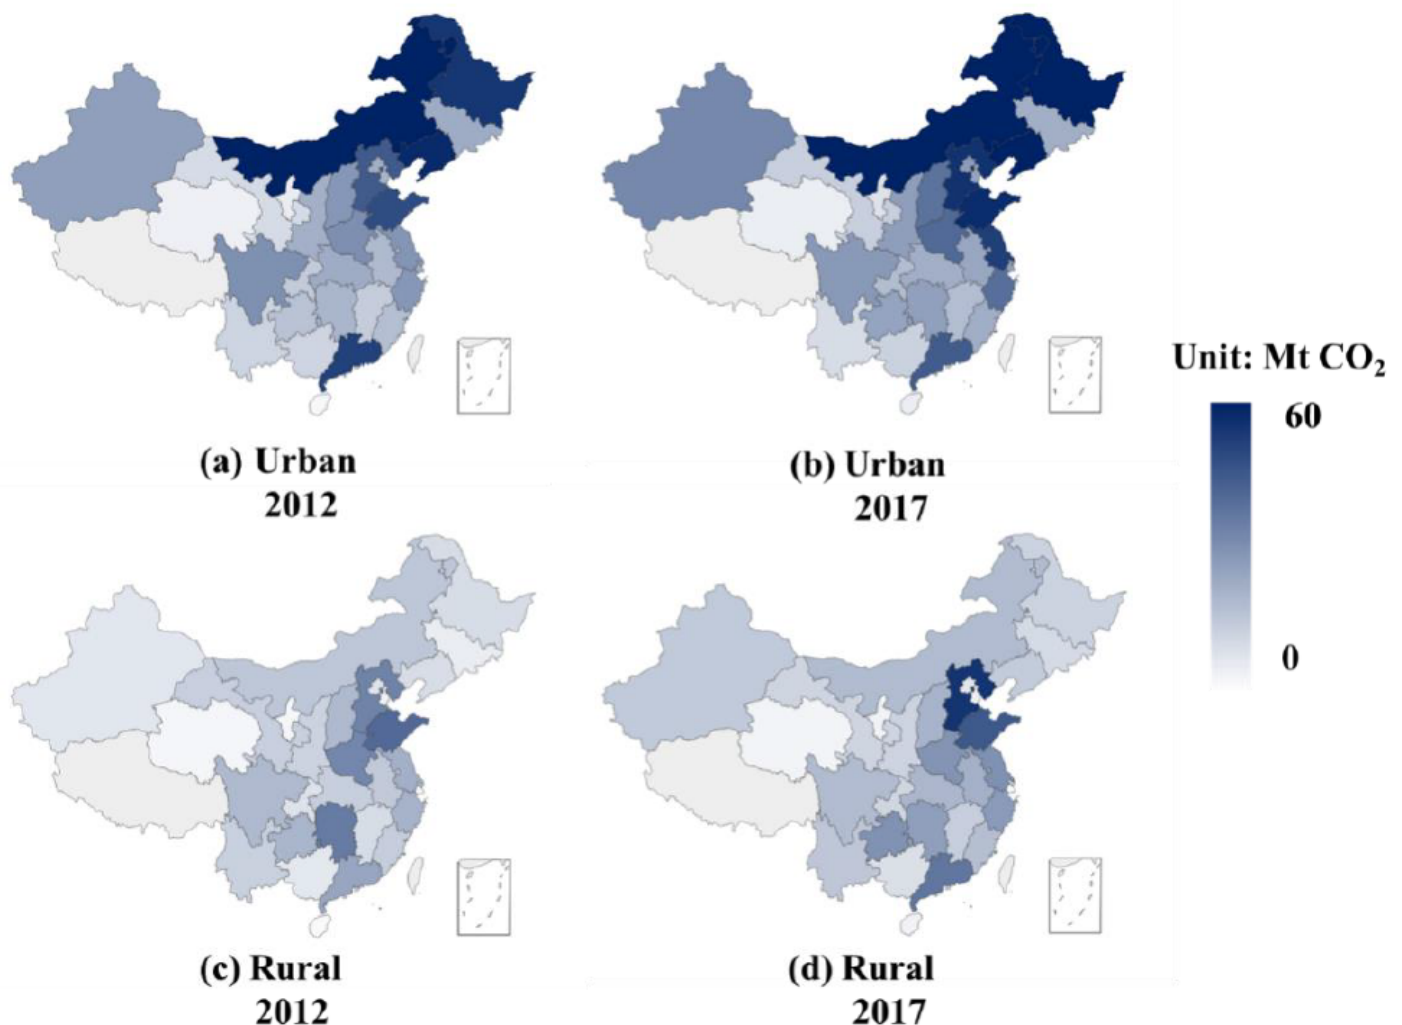 Unit: Mt CO₂
60
0
(a) Urban
2012
(b) Urban
2017
(c) Rural
2012
(d) Rural
2017